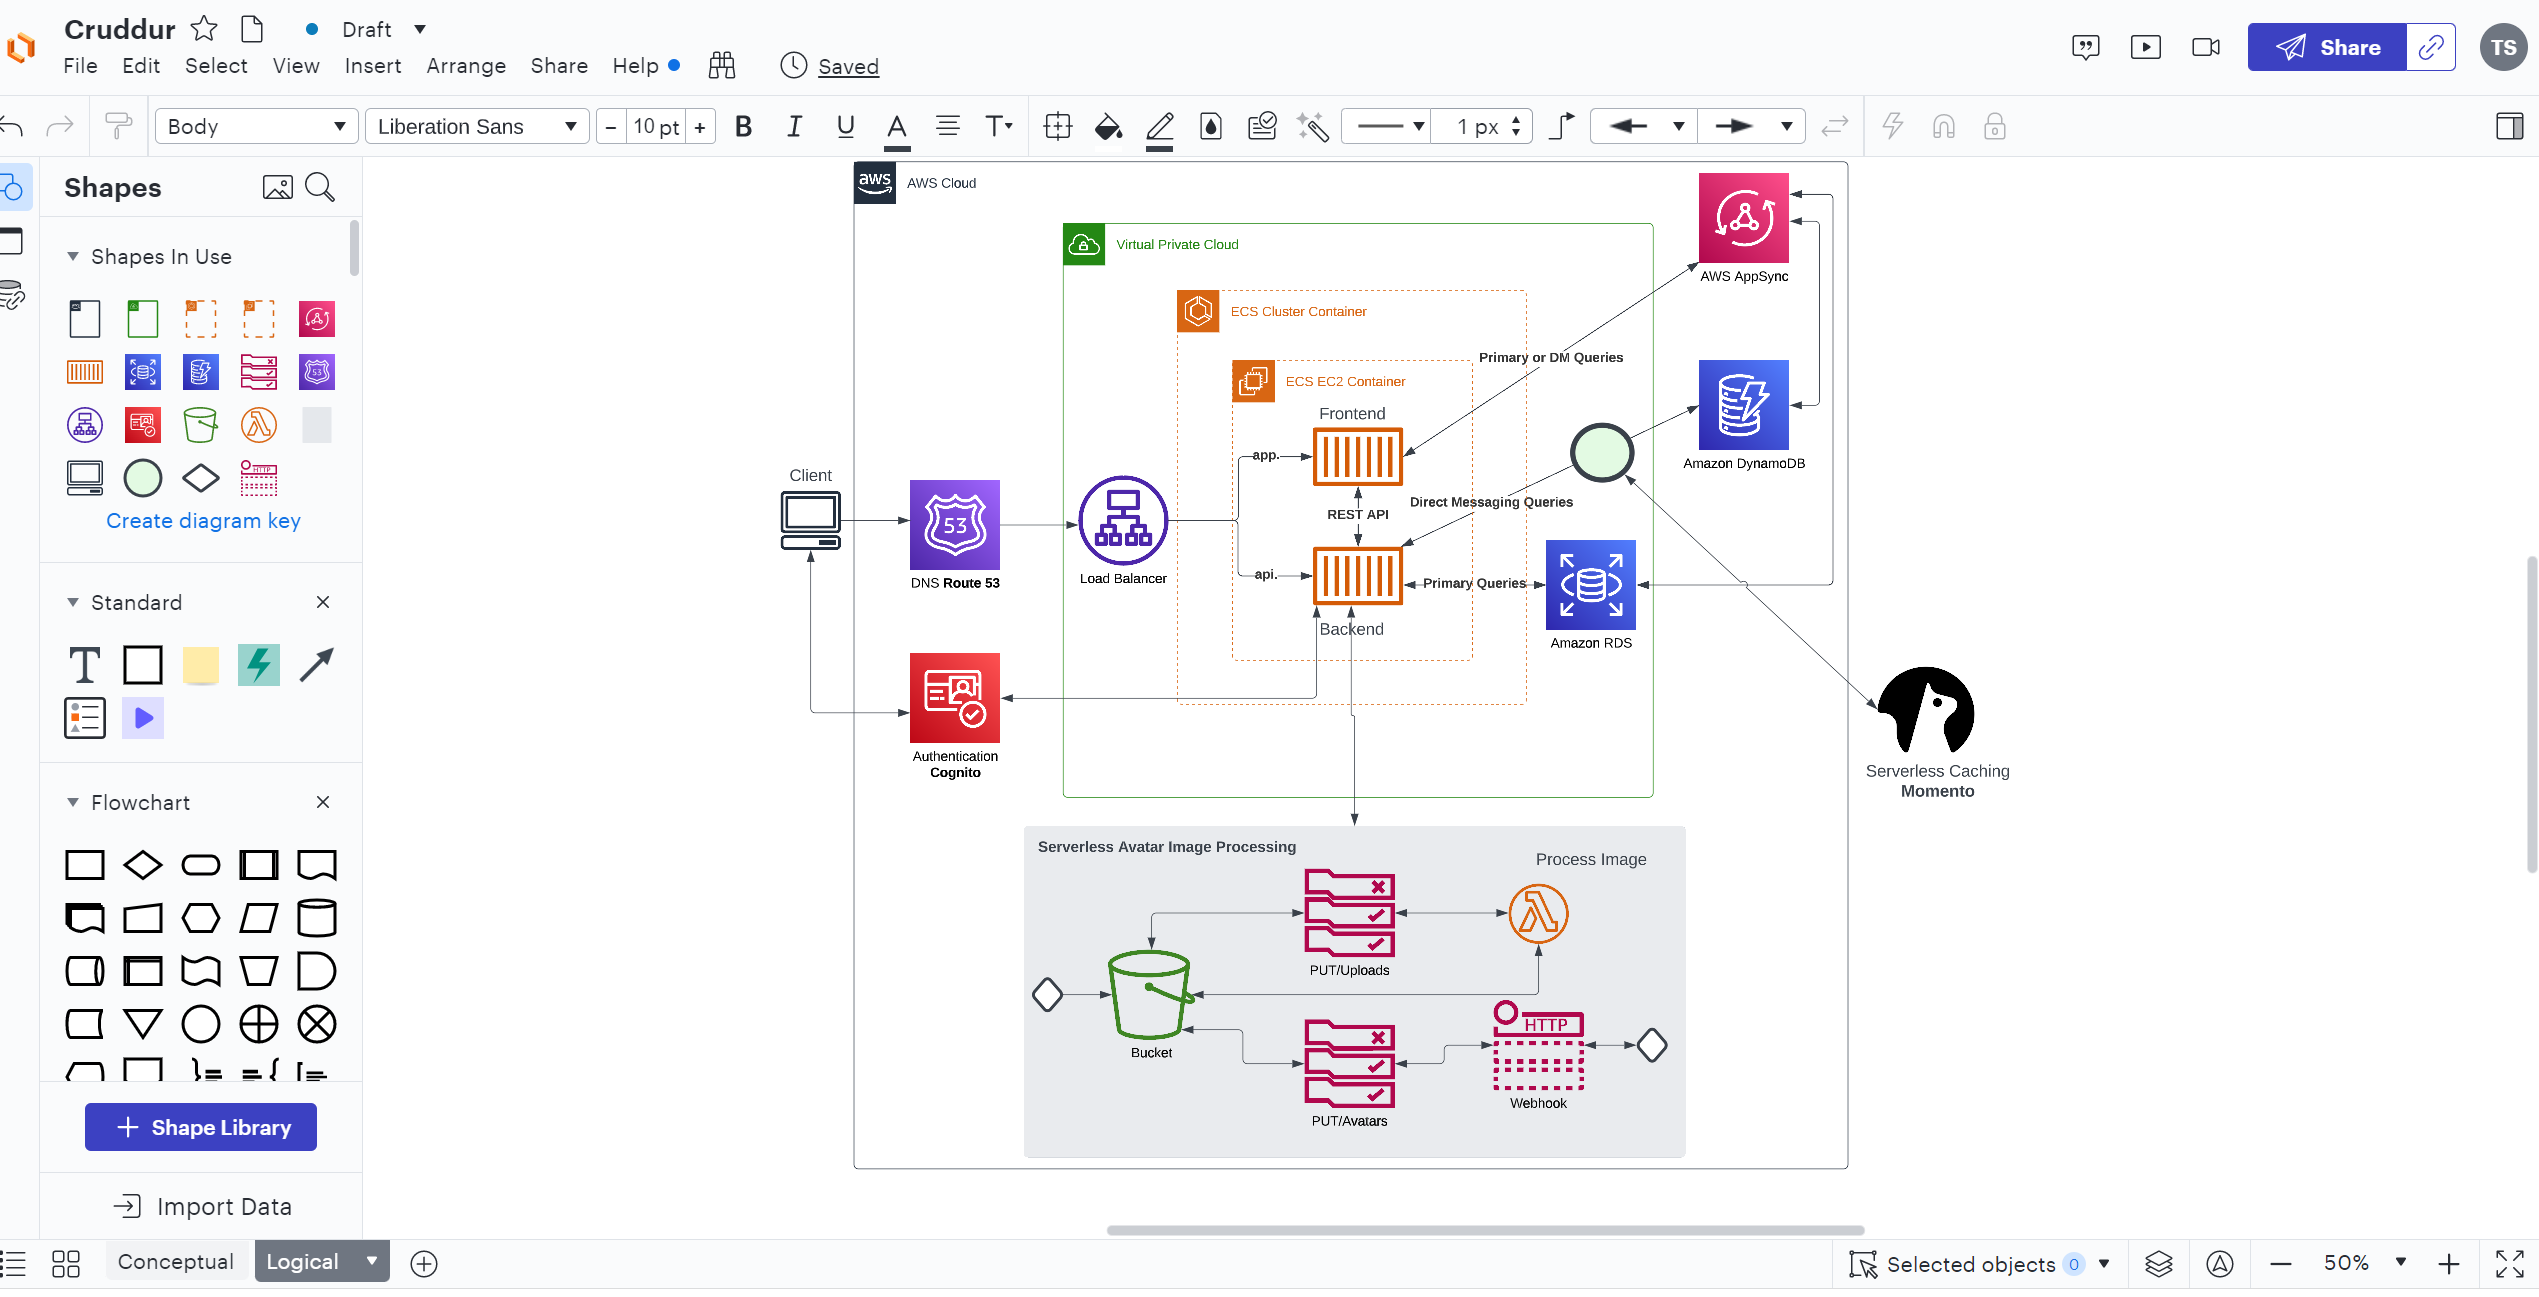 Cruddur
Draft
File Edit Select View Insert Arrange Share Help
Saved
Share
TS
Body
Liberation Sans
10 pt
B I U A T
1 px
Shapes
Shapes In Use
53
HTTP
Create diagram key
Standard
T
Flowchart
Shape Library
Import Data
aws
AWS Cloud
Virtual Private Cloud
AWS AppSync
ECS Cluster Container
Primary or DM Queries
ECS EC2 Container
Frontend
app.
Amazon DynamoDB
Client
Direct Messaging Queries
REST API
53
DNS Route 53
Load Balancer
api.
Primary Queries
Backend
Amazon RDS
Authentication
Cognito
Serverless Caching
Momento
Serverless Avatar Image Processing
Process Image
PUT/Uploads
Bucket
HTTP
Webhook
PUT/Avatars
Conceptual
Logical
Selected objects 0
50%